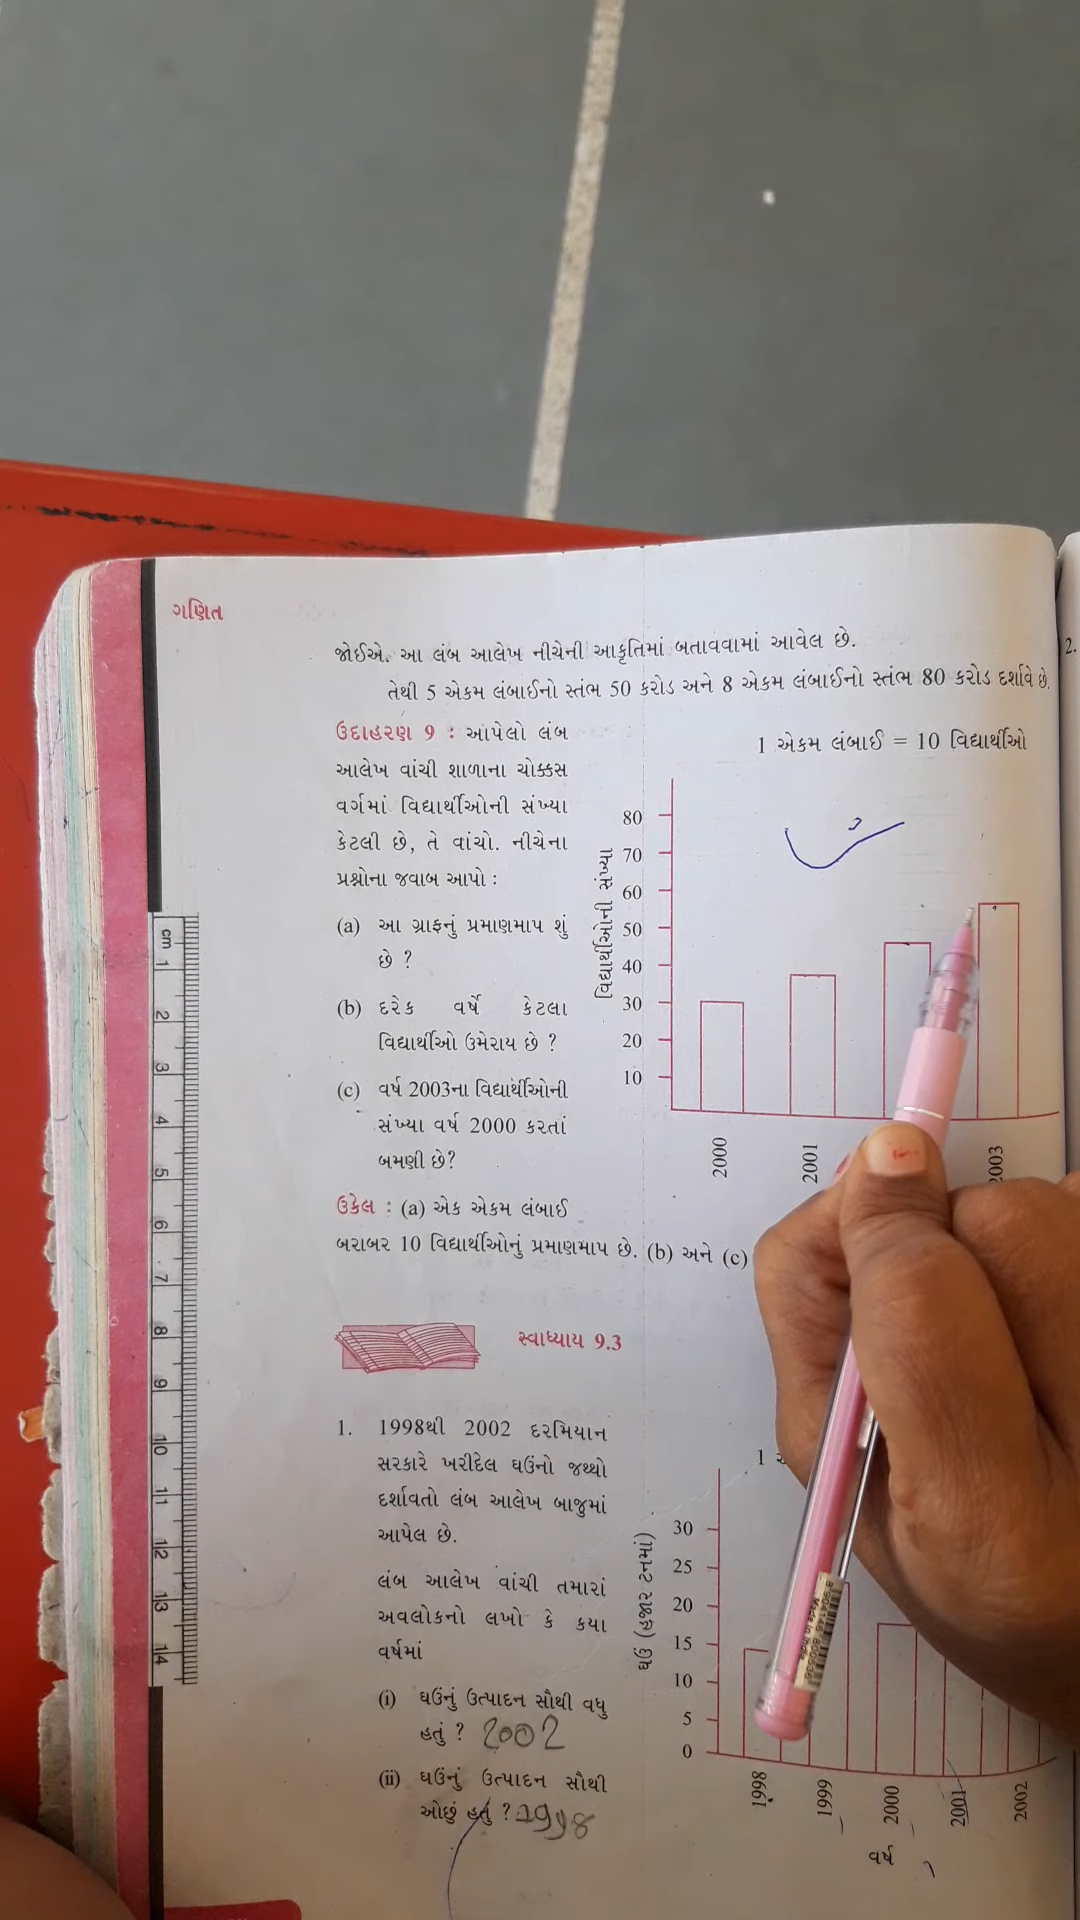 ગણિત
જોઈએ. આ લંબ આલેખ નીચેની આકૃતિમાં બતાવવામાં આવેલ છે.
તેથી 5 એકમ લંબાઈનો સ્તંભ 50 કરોડ અને 8 એકમ લંબાઈનો સ્તંભ 80 કરોડ દર્શાવે છે.
ઉદાહરણ 9 : આપેલો લંબ
આલેખ વાંચી શાળાના ચોક્કસ
વર્ગમાં વિદ્યાર્થીઓની સંખ્યા
કેટલી છે, તે વાંચો. નીચેના
પ્રશ્નોના જવાબ આપો :
(a) આ ગ્રાફનું પ્રમાણમાપ શું
છે ?
(b) દરેક વર્ષે કેટલા
વિદ્યાર્થીઓ ઉમેરાય છે ?
(c) વર્ષ 2003ના વિદ્યાર્થીઓની
સંખ્યા વર્ષ 2000 કરતાં
બમણી છે?
1 એકમ લંબાઈ = 10 વિદ્યાર્થીઓ
વિદ્યાર્થીઓની સંખ્યા
80
70
60
50
40
30
20
10
2000
2001
2003
ઉકેલ : (a) એક એકમ લંબાઈ
બરાબર 10 વિદ્યાર્થીઓનું પ્રમાણમાપ છે. (b) અને (c)
સ્વાધ્યાય 9.3
1. 1998થી 2002 દરમિયાન
સરકારે ખરીદેલ ઘઉંનો જથ્થો
દર્શાવતો લંબ આલેખ બાજુમાં
આપેલ છે.
લંબ આલેખ વાંચી તમારાં
અવલોકનો લખો કે કયા
વર્ષમાં
(i) ઘઉંનું ઉત્પાદન સૌથી વધુ
હતું ? 2002
(ii) ઘઉંનું ઉત્પાદન સૌથી
ઓછું હતું ? 1998
1
ઘઉં (હજાર ટનમાં)
30
25
20
15
10
5
0
1998
1999
2000
2001
2002
વર્ષ
cm 1 2 3 4 5 6 7 8 9 10 11 12 13 14
2.